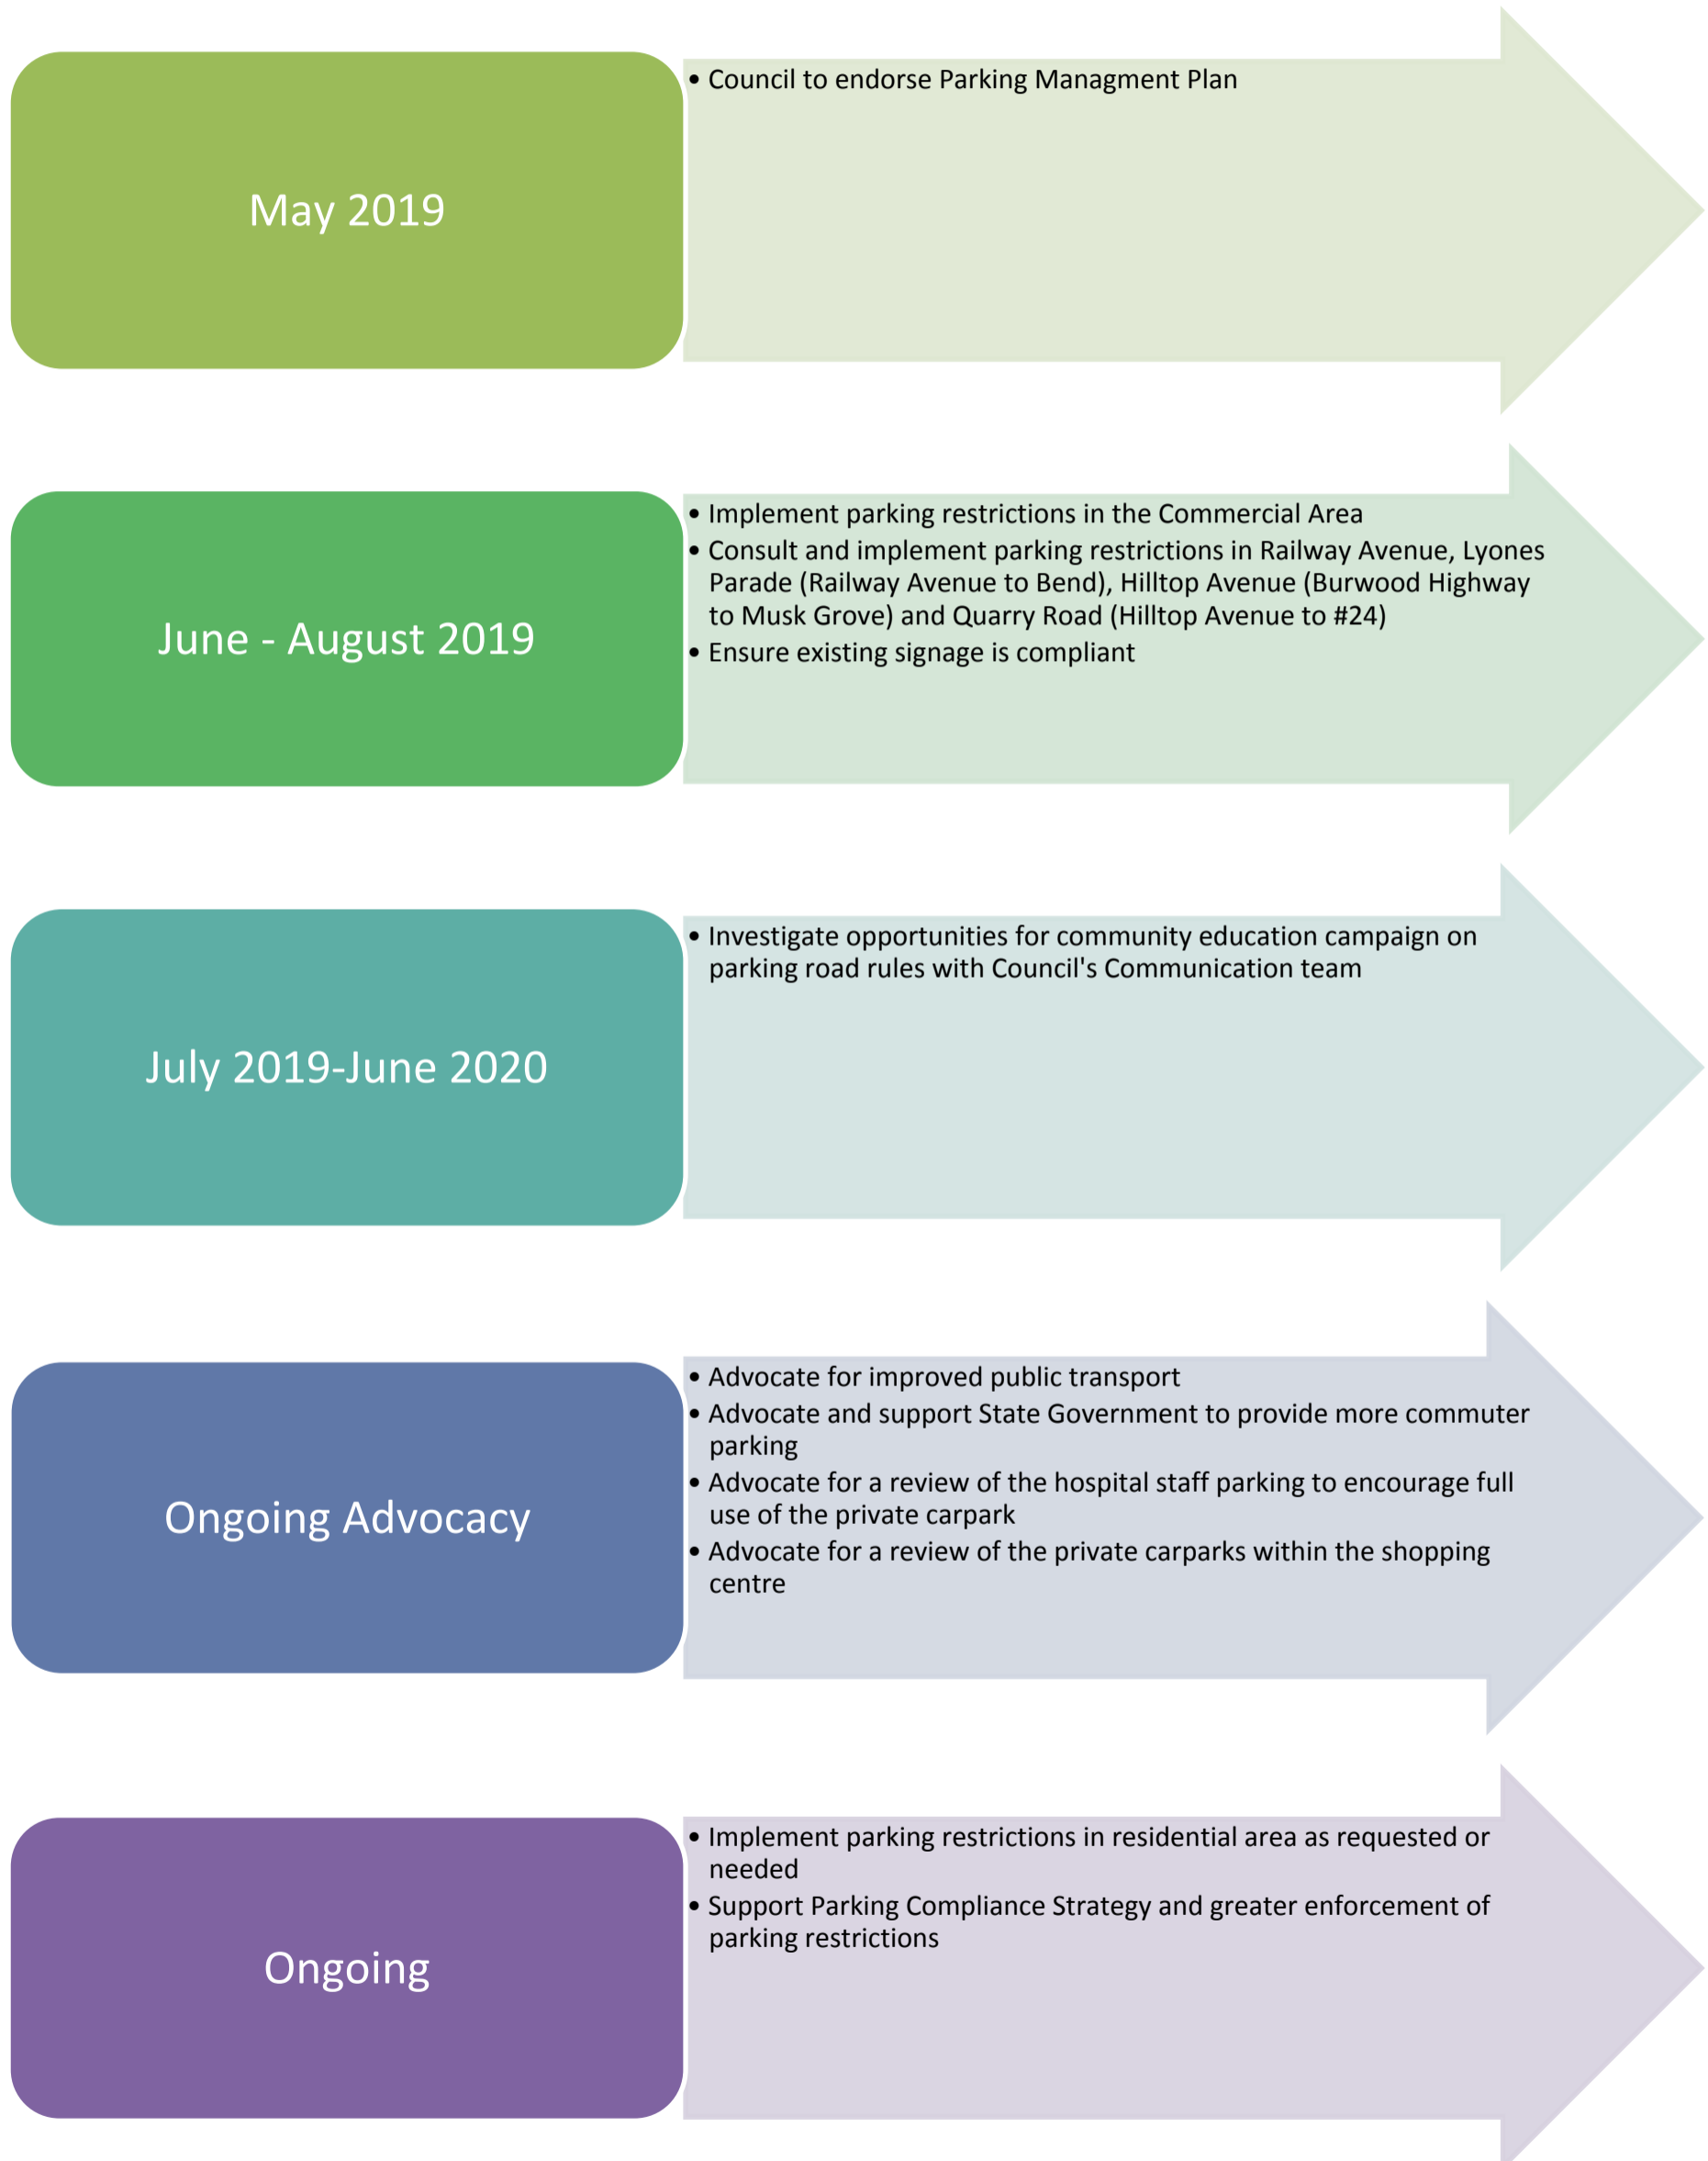 May 2019
• Council to endorse Parking Managment Plan
June - August 2019
• Implement parking restrictions in the Commercial Area
• Consult and implement parking restrictions in Railway Avenue, Lyones
Parade (Railway Avenue to Bend), Hilltop Avenue (Burwood Highway
to Musk Grove) and Quarry Road (Hilltop Avenue to #24)
• Ensure existing signage is compliant
July 2019-June 2020
• Investigate opportunities for community education campaign on
parking road rules with Council's Communication team
Ongoing Advocacy
• Advocate for improved public transport
• Advocate and support State Government to provide more commuter
parking
• Advocate for a review of the hospital staff parking to encourage full
use of the private carpark
• Advocate for a review of the private carparks within the shopping
centre
Ongoing
• Implement parking restrictions in residential area as requested or
needed
• Support Parking Compliance Strategy and greater enforcement of
parking restrictions